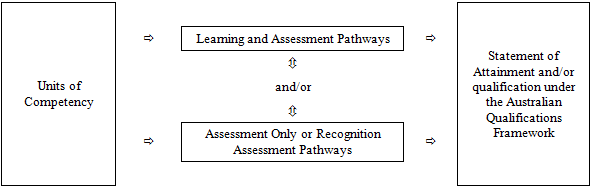 Units of
Competency
Learning and Assessment Pathways
and/or
Assessment Only or Recognition
Assessment Pathways
Statement of
Attainment and/or
qualification under
the Australian
Qualifications
Framework